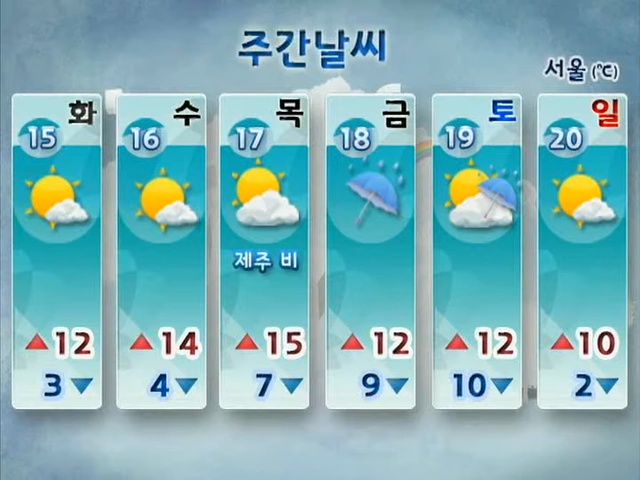 주간날씨
서울 (℃)
화 수 목 금 토 일
15 16 17 18 19 20
제주 비
▲12 ▲14 ▲15 ▲12 ▲12 ▲10
3▼ 4▼ 7▼ 9▼ 10▼ 2▼